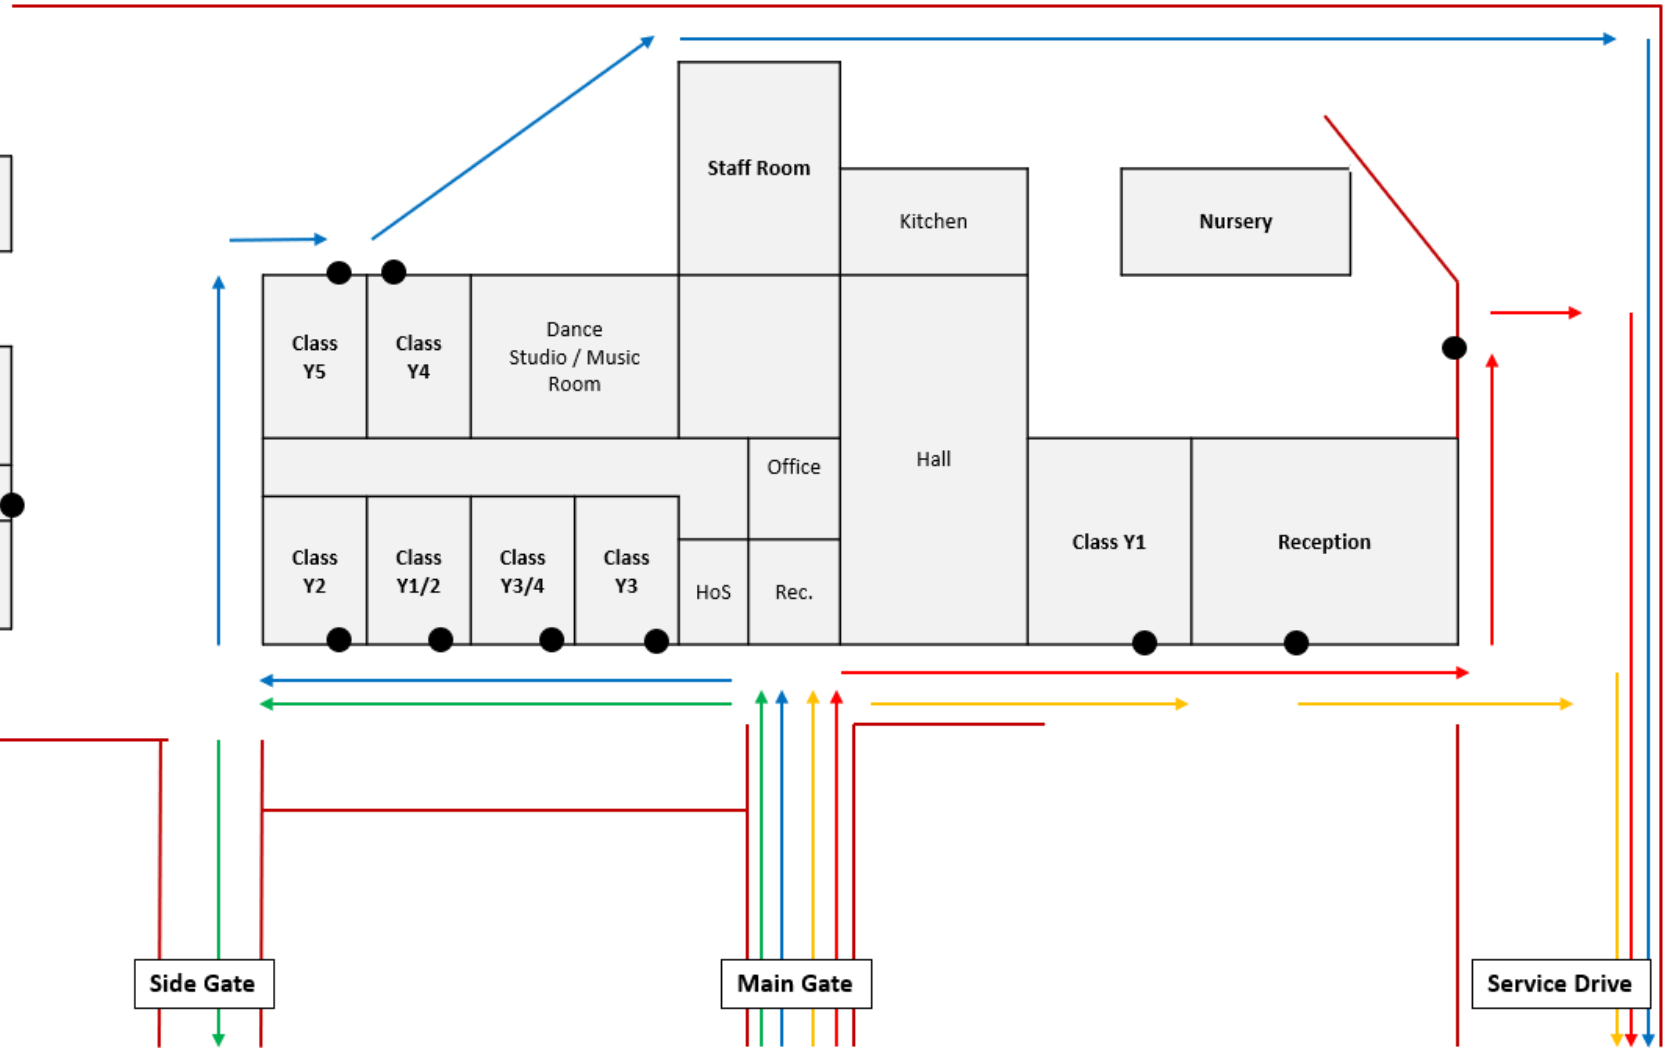 Staff Room
Kitchen
Nursery
Class
Y5
Class
Y4
Dance
Studio / Music
Room
Office
Hall
Class Y1
Reception
Class
Y2
Class
Y1/2
Class
Y3/4
Class
Y3
HoS
Rec.
Side Gate
Main Gate
Service Drive